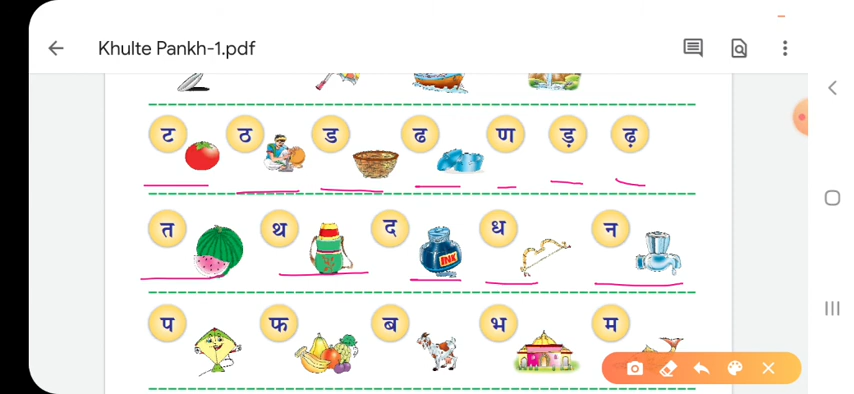 Khulte Pankh-1.pdf
ट ठ ड ढ ण ड़ ढ़
त थ द ध न
INK
प फ ब भ म